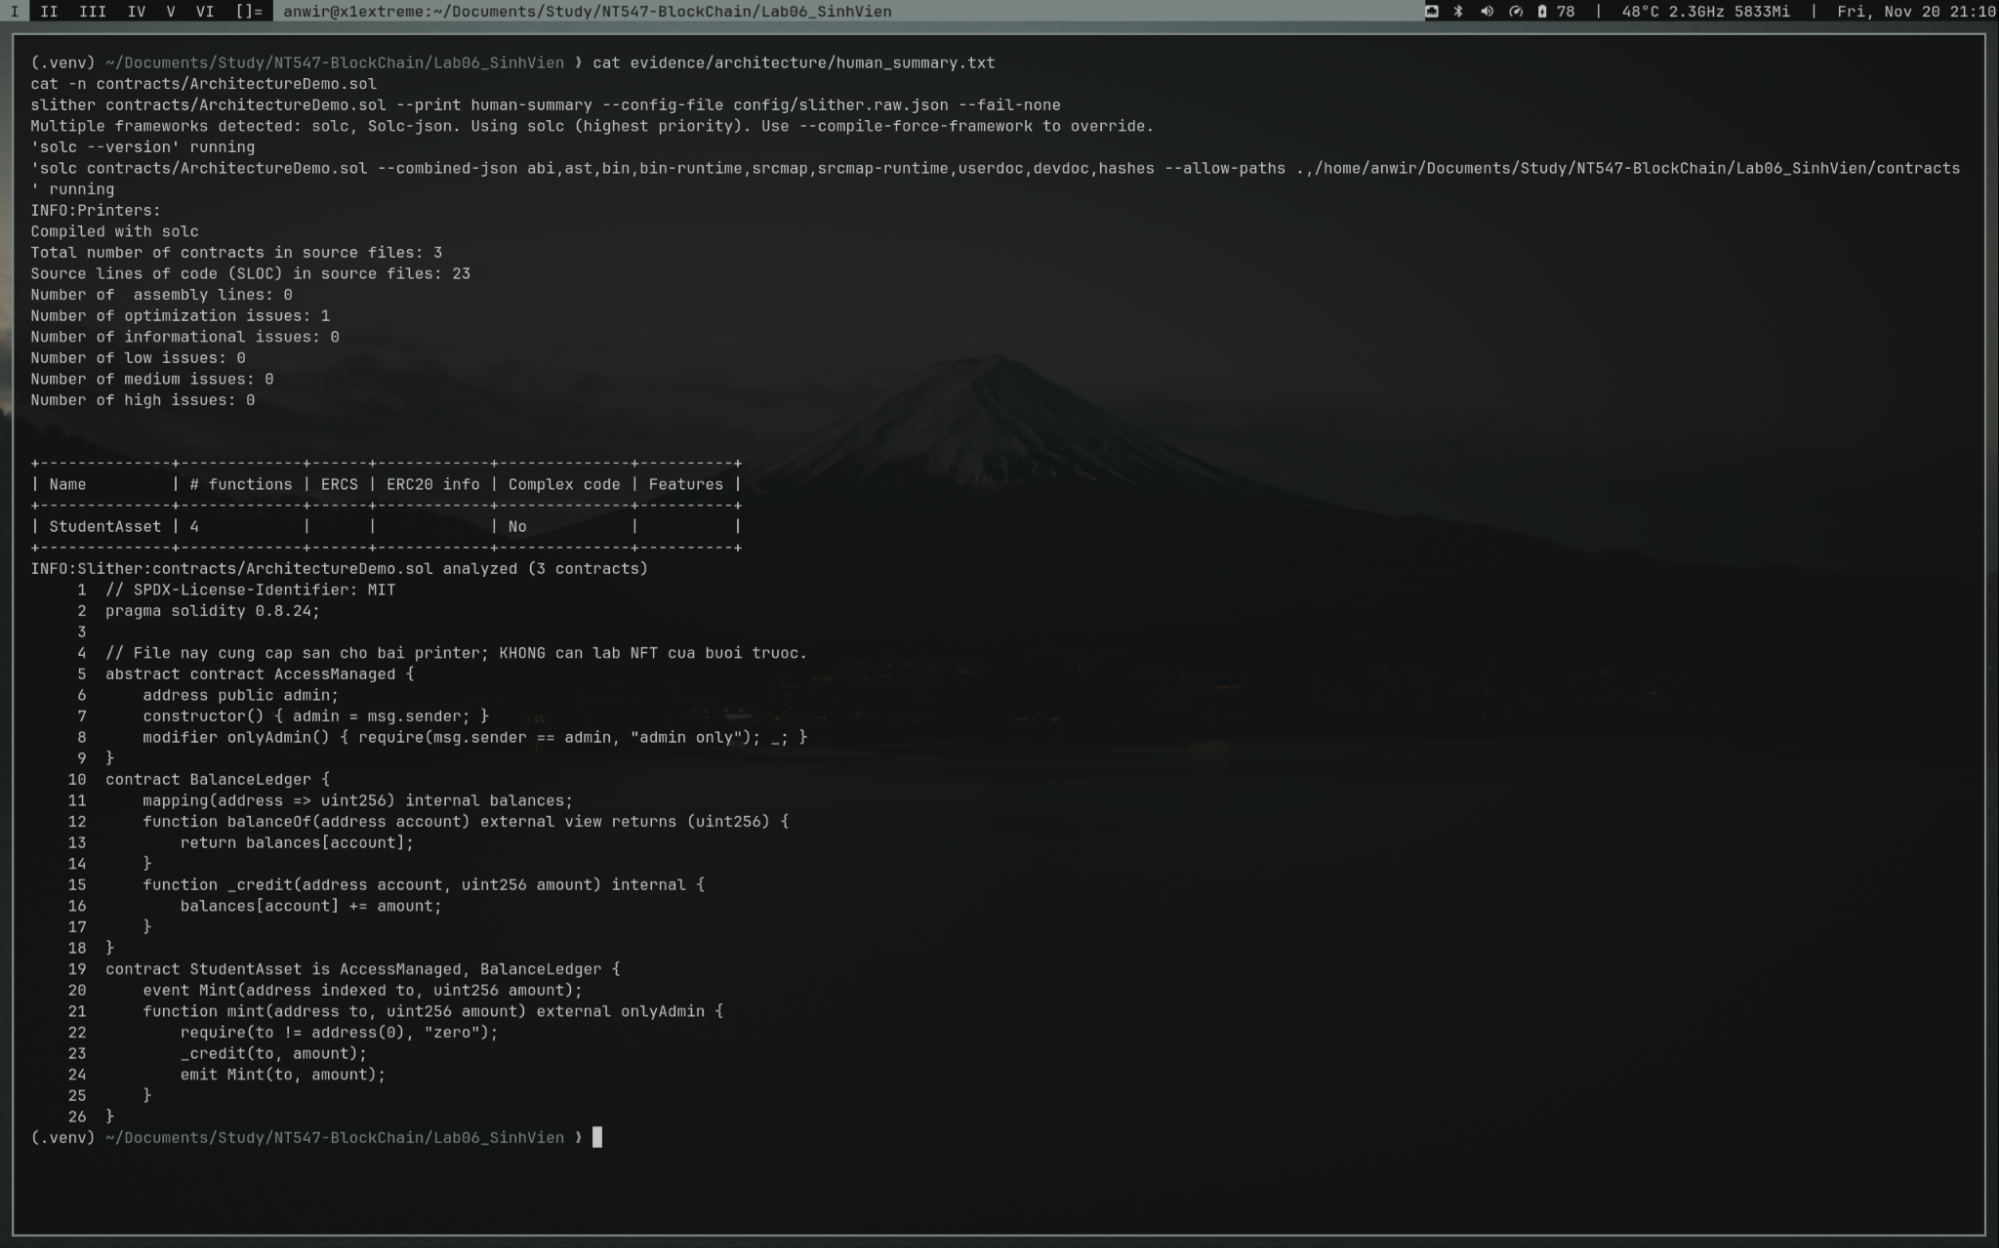 I II III IV V VI []= anwir@x1extreme:~/Documents/Study/NT547-BlockChain/Lab06_SinhVien 78 | 48°C 2.3GHz 5833Mi | Fri, Nov 20 21:10
(.venv) ~/Documents/Study/NT547-BlockChain/Lab06_SinhVien ⟩ cat evidence/architecture/human_summary.txt
cat -n contracts/ArchitectureDemo.sol
slither contracts/ArchitectureDemo.sol --print human-summary --config-file config/slither.raw.json --fail-none
Multiple frameworks detected: solc, Solc-json. Using solc (highest priority). Use --compile-force-framework to override.
'solc --version' running
'solc contracts/ArchitectureDemo.sol --combined-json abi,ast,bin,bin-runtime,srcmap,srcmap-runtime,userdoc,devdoc,hashes --allow-paths .,/home/anwir/Documents/Study/NT547-BlockChain/Lab06_SinhVien/contracts
' running
INFO:Printers:
Compiled with solc
Total number of contracts in source files: 3
Source lines of code (SLOC) in source files: 23
Number of  assembly lines: 0
Number of optimization issues: 1
Number of informational issues: 0
Number of low issues: 0
Number of medium issues: 0
Number of high issues: 0
+--------------+-------------+------+------------+--------------+----------+
| Name         | # functions | ERCS | ERC20 info | Complex code | Features |
+--------------+-------------+------+------------+--------------+----------+
| StudentAsset | 4           |      |            | No           |          |
+--------------+-------------+------+------------+--------------+----------+
INFO:Slither:contracts/ArchitectureDemo.sol analyzed (3 contracts)
     1  // SPDX-License-Identifier: MIT
     2  pragma solidity 0.8.24;
     3
     4  // File nay cung cap san cho bai printer; KHONG can lab NFT cua buoi truoc.
     5  abstract contract AccessManaged {
     6      address public admin;
     7      constructor() { admin = msg.sender; }
     8      modifier onlyAdmin() { require(msg.sender == admin, "admin only"); _; }
     9  }
    10  contract BalanceLedger {
    11      mapping(address => uint256) internal balances;
    12      function balanceOf(address account) external view returns (uint256) {
    13          return balances[account];
    14      }
    15      function _credit(address account, uint256 amount) internal {
    16          balances[account] += amount;
    17      }
    18  }
    19  contract StudentAsset is AccessManaged, BalanceLedger {
    20      event Mint(address indexed to, uint256 amount);
    21      function mint(address to, uint256 amount) external onlyAdmin {
    22          require(to != address(0), "zero");
    23          _credit(to, amount);
    24          emit Mint(to, amount);
    25      }
    26  }
(.venv) ~/Documents/Study/NT547-BlockChain/Lab06_SinhVien ⟩